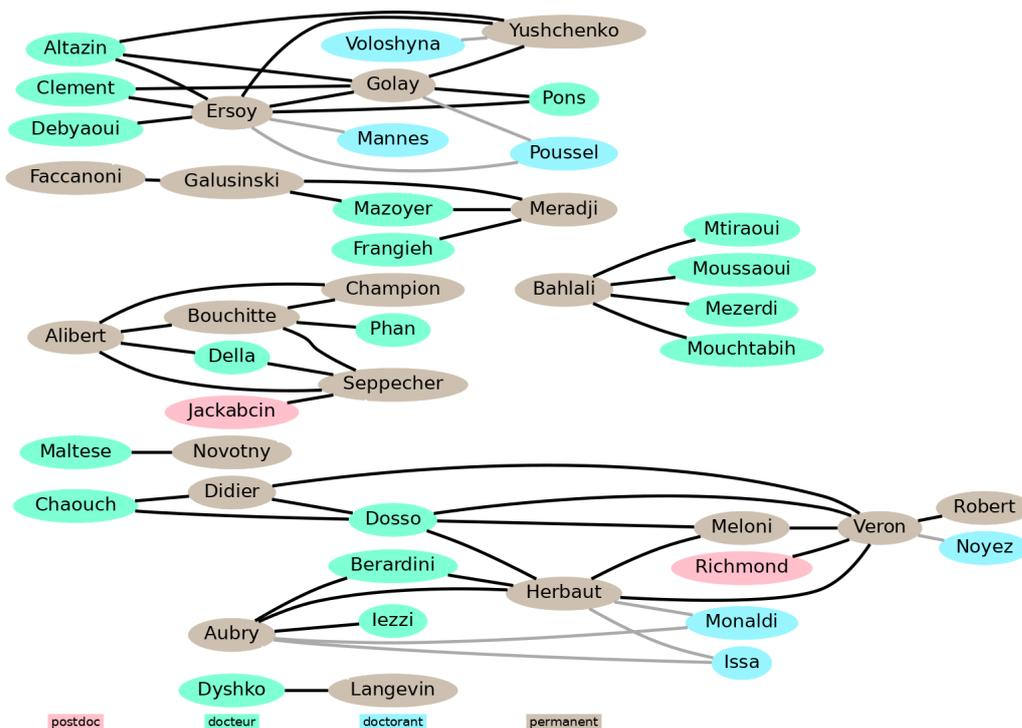 Yushchenko
Voloshyna
Altazin
Golay
Clement
Pons
Ersoy
Debyaoui
Mannes
Poussel
Faccanoni
Galusinski
Mazoyer
Meradji
Mtiraoui
Frangieh
Moussaoui
Champion
Bahlali
Mezerdi
Bouchitte
Phan
Alibert
Mouchtabih
Della
Seppecher
Jackabcin
Maltese
Novotny
Didier
Chaouch
Robert
Dosso
Meloni
Veron
Noyez
Berardini
Richmond
Herbaut
Iezzi
Monaldi
Aubry
Issa
Dyshko
Langevin
postdoc
docteur
doctorant
permanent